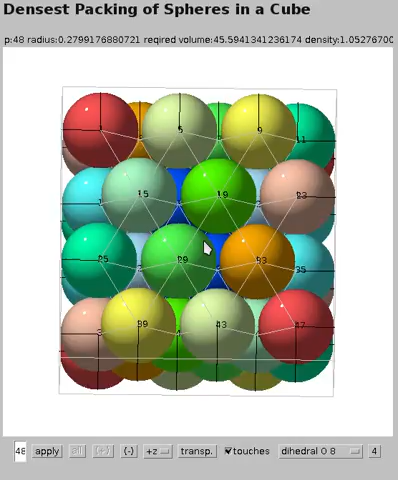 Densest Packing of Spheres in a Cube
p:48 radius:0.2799176880721 reqired volume:45.5941341236174 density:1.0527670
1 5 9 11
15 19 23
25 29 33 35
39 43 47
48 apply all (+) (-) +z transp. touches dihedral 0 8 4